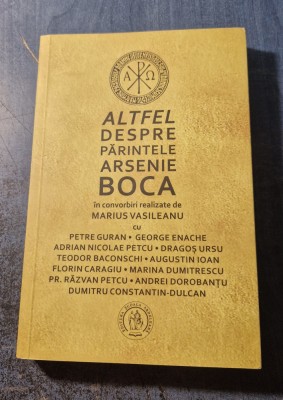 Α Ω
ALTFEL
DESPRE
PĂRINTELE
ARSENIE
BOCA
în convorbiri realizate de
MARIUS VASILEANU
cu
PETRE GURAN • GEORGE ENACHE
ADRIAN NICOLAE PETCU • DRAGOȘ URSU
TEODOR BACONSCHI • AUGUSTIN IOAN
FLORIN CARAGIU • MARINA DUMITRESCU
PR. RĂZVAN PETCU • ANDREI DOROBANȚU
DUMITRU CONSTANTIN-DULCAN